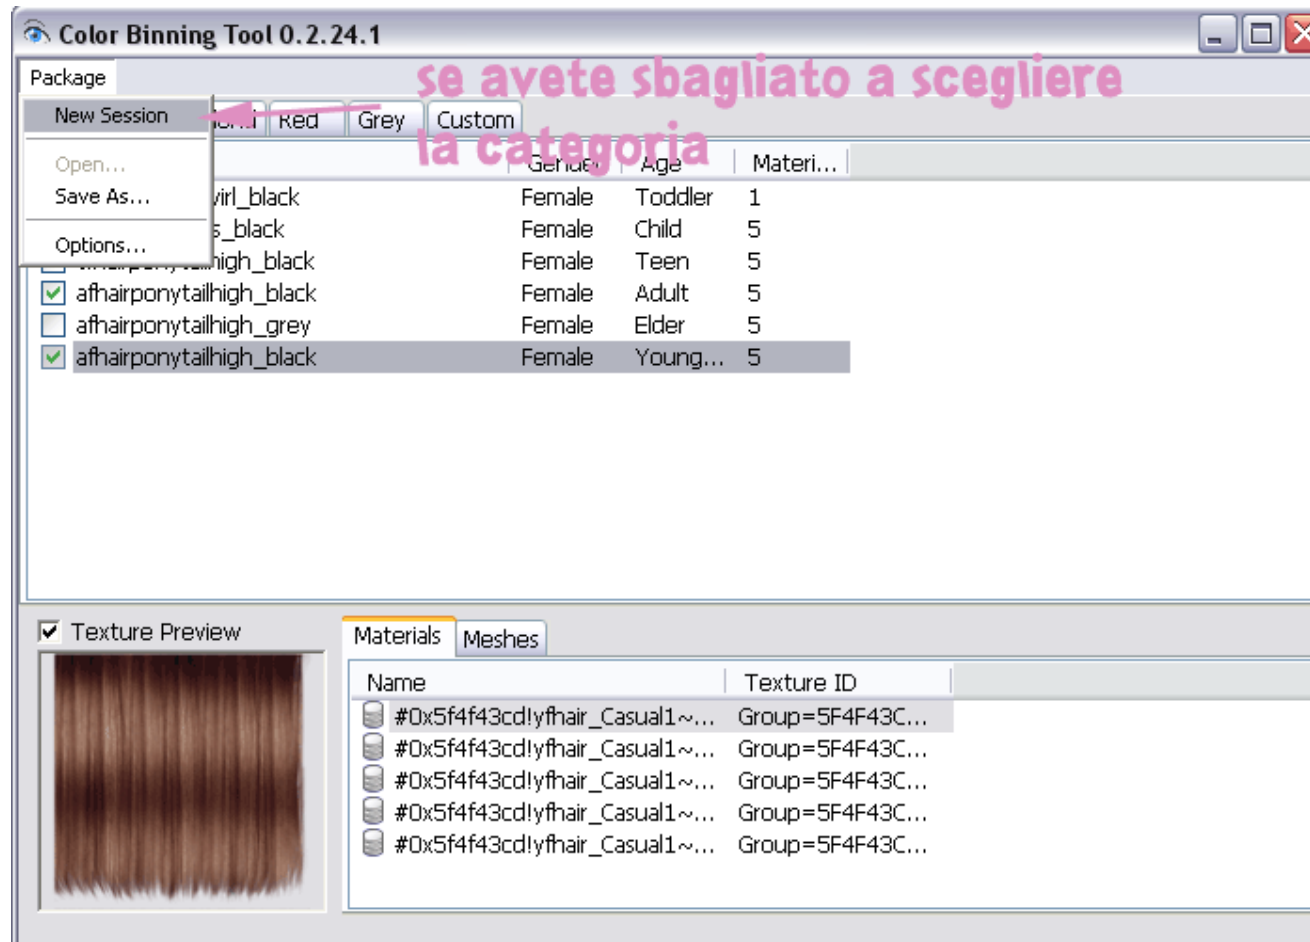 Color Binning Tool 0.2.24.1
Package
se avete sbagliato a scegliere
la categoria
New Session
Open...
Save As...
Options...
Red Grey Custom
Gender Age Materi...
irl_black Female Toddler 1
s_black Female Child 5
high_black Female Teen 5
afhairponytailhigh_black Female Adult 5
afhairponytailhigh_grey Female Elder 5
afhairponytailhigh_black Female Young... 5
Texture Preview
Materials Meshes
Name Texture ID
#0x5f4f43cd!yfhair_Casual1~... Group=5F4F43C...
#0x5f4f43cd!yfhair_Casual1~... Group=5F4F43C...
#0x5f4f43cd!yfhair_Casual1~... Group=5F4F43C...
#0x5f4f43cd!yfhair_Casual1~... Group=5F4F43C...
#0x5f4f43cd!yfhair_Casual1~... Group=5F4F43C...